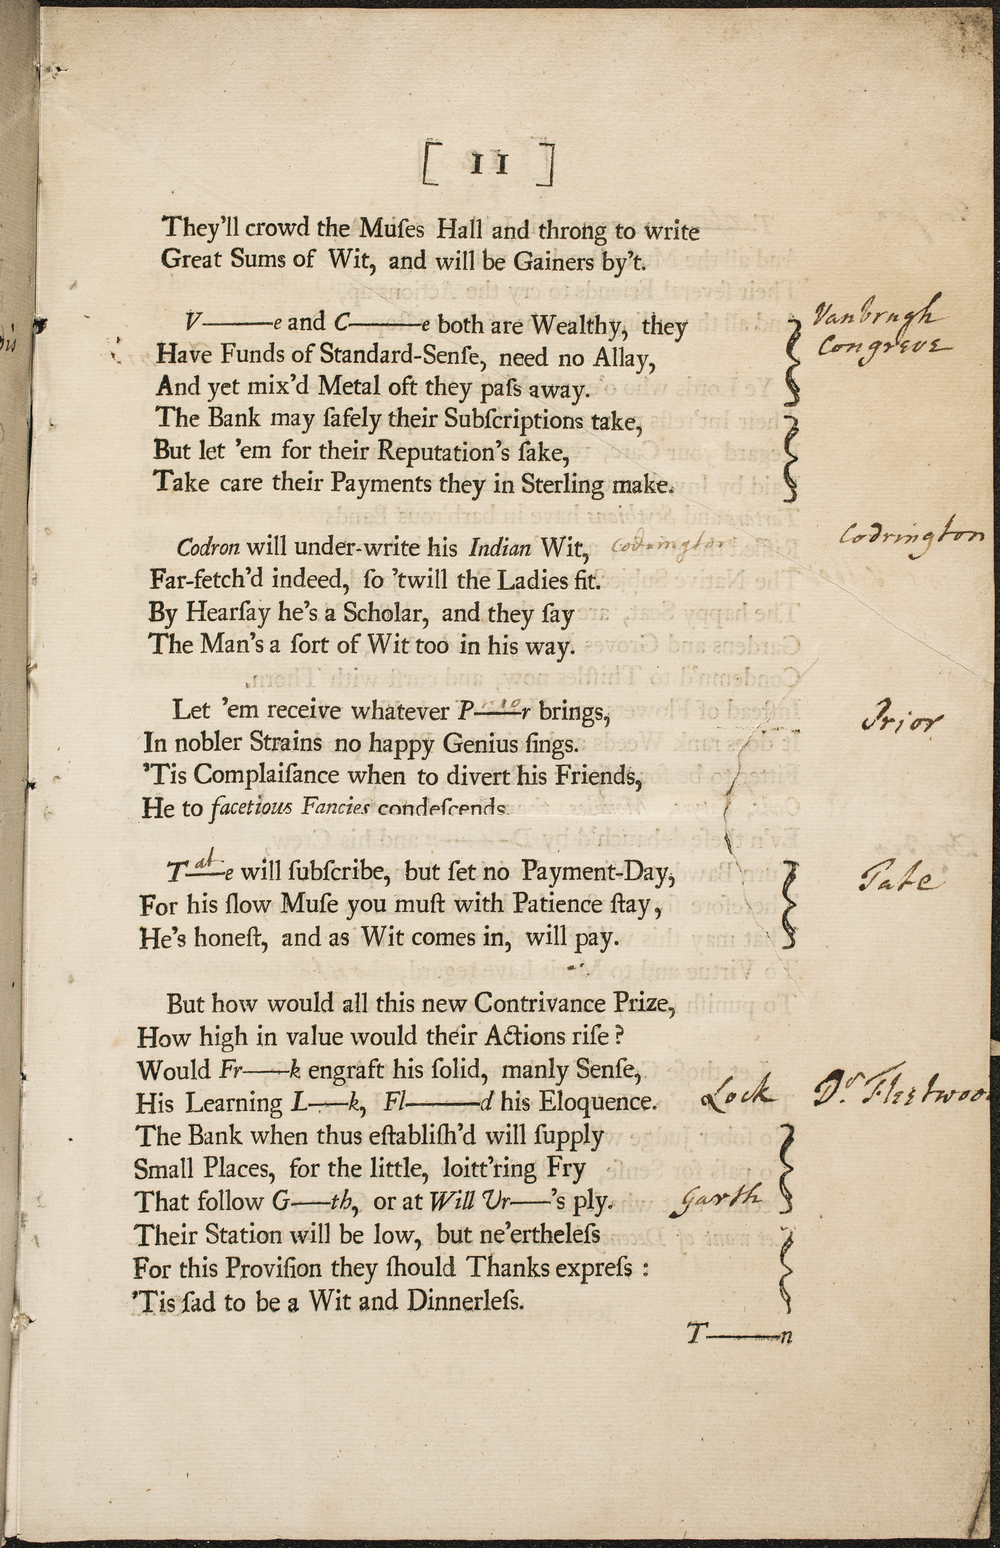 [ 11 ]
They'll crowd the Muſes Hall and throng to write
Great Sums of Wit, and will be Gainers by't.
V———e and C———e both are Wealthy, they Vanbrugh
Have Funds of Standard-Senſe, need no Allay, Congreve
And yet mix'd Metal oft they paſs away.
The Bank may ſafely their Subſcriptions take,
But let 'em for their Reputation's ſake,
Take care their Payments they in Sterling make.
Codron will under-write his Indian Wit, Codrington Codrington
Far-fetch'd indeed, ſo 'twill the Ladies fit.
By Hearſay he's a Scholar, and they ſay
The Man's a ſort of Wit too in his way.
Let 'em receive whatever P——r brings, Prior
In nobler Strains no happy Genius ſings.
'Tis Complaiſance when to divert his Friends,
He to facetious Fancies condeſcends.
T—at—e will ſubſcribe, but ſet no Payment-Day, Tate
For his ſlow Muſe you muſt with Patience ſtay,
He's honeſt, and as Wit comes in, will pay.
But how would all this new Contrivance Prize,
How high in value would their Actions riſe?
Would Fr——k engraft his ſolid, manly Senſe,
His Learning L——k, Fl———d his Eloquence. Lock Dr. Fleetwood
The Bank when thus eſtabliſh'd will ſupply
Small Places, for the little, loitt'ring Fry
That follow G——th, or at Will Ur——'s ply. Garth
Their Station will be low, but ne'ertheleſs
For this Proviſion they ſhould Thanks expreſs :
'Tis ſad to be a Wit and Dinnerleſs.
T———n